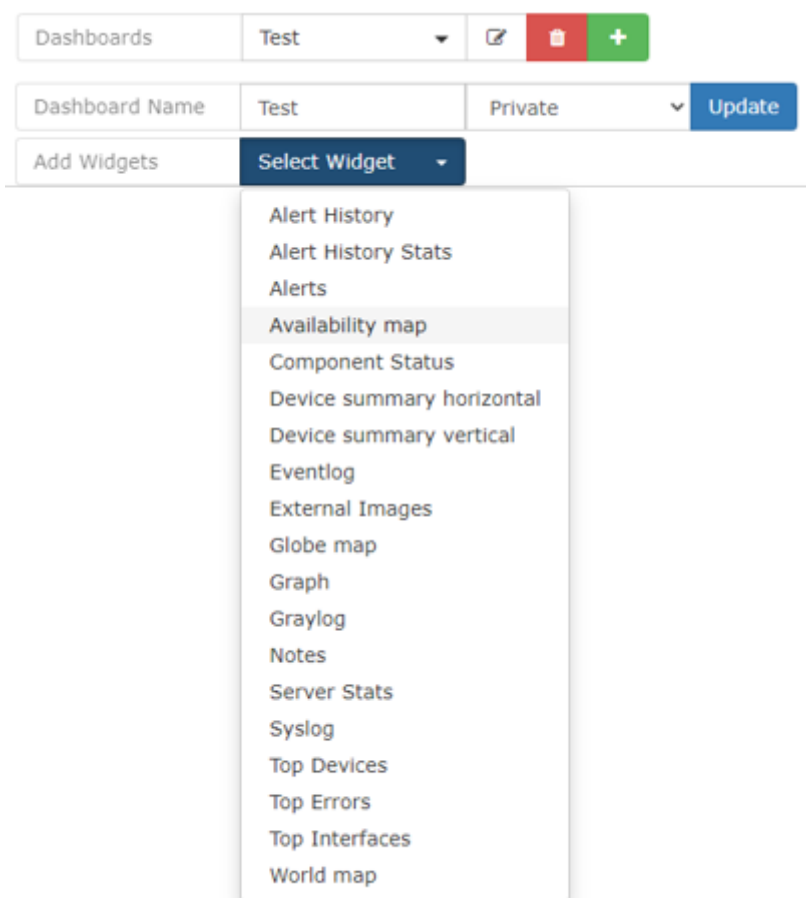 Dashboards Test
Dashboard Name Test Private Update
Add Widgets Select Widget
Alert History
Alert History Stats
Alerts
Availability map
Component Status
Device summary horizontal
Device summary vertical
Eventlog
External Images
Globe map
Graph
Graylog
Notes
Server Stats
Syslog
Top Devices
Top Errors
Top Interfaces
World map